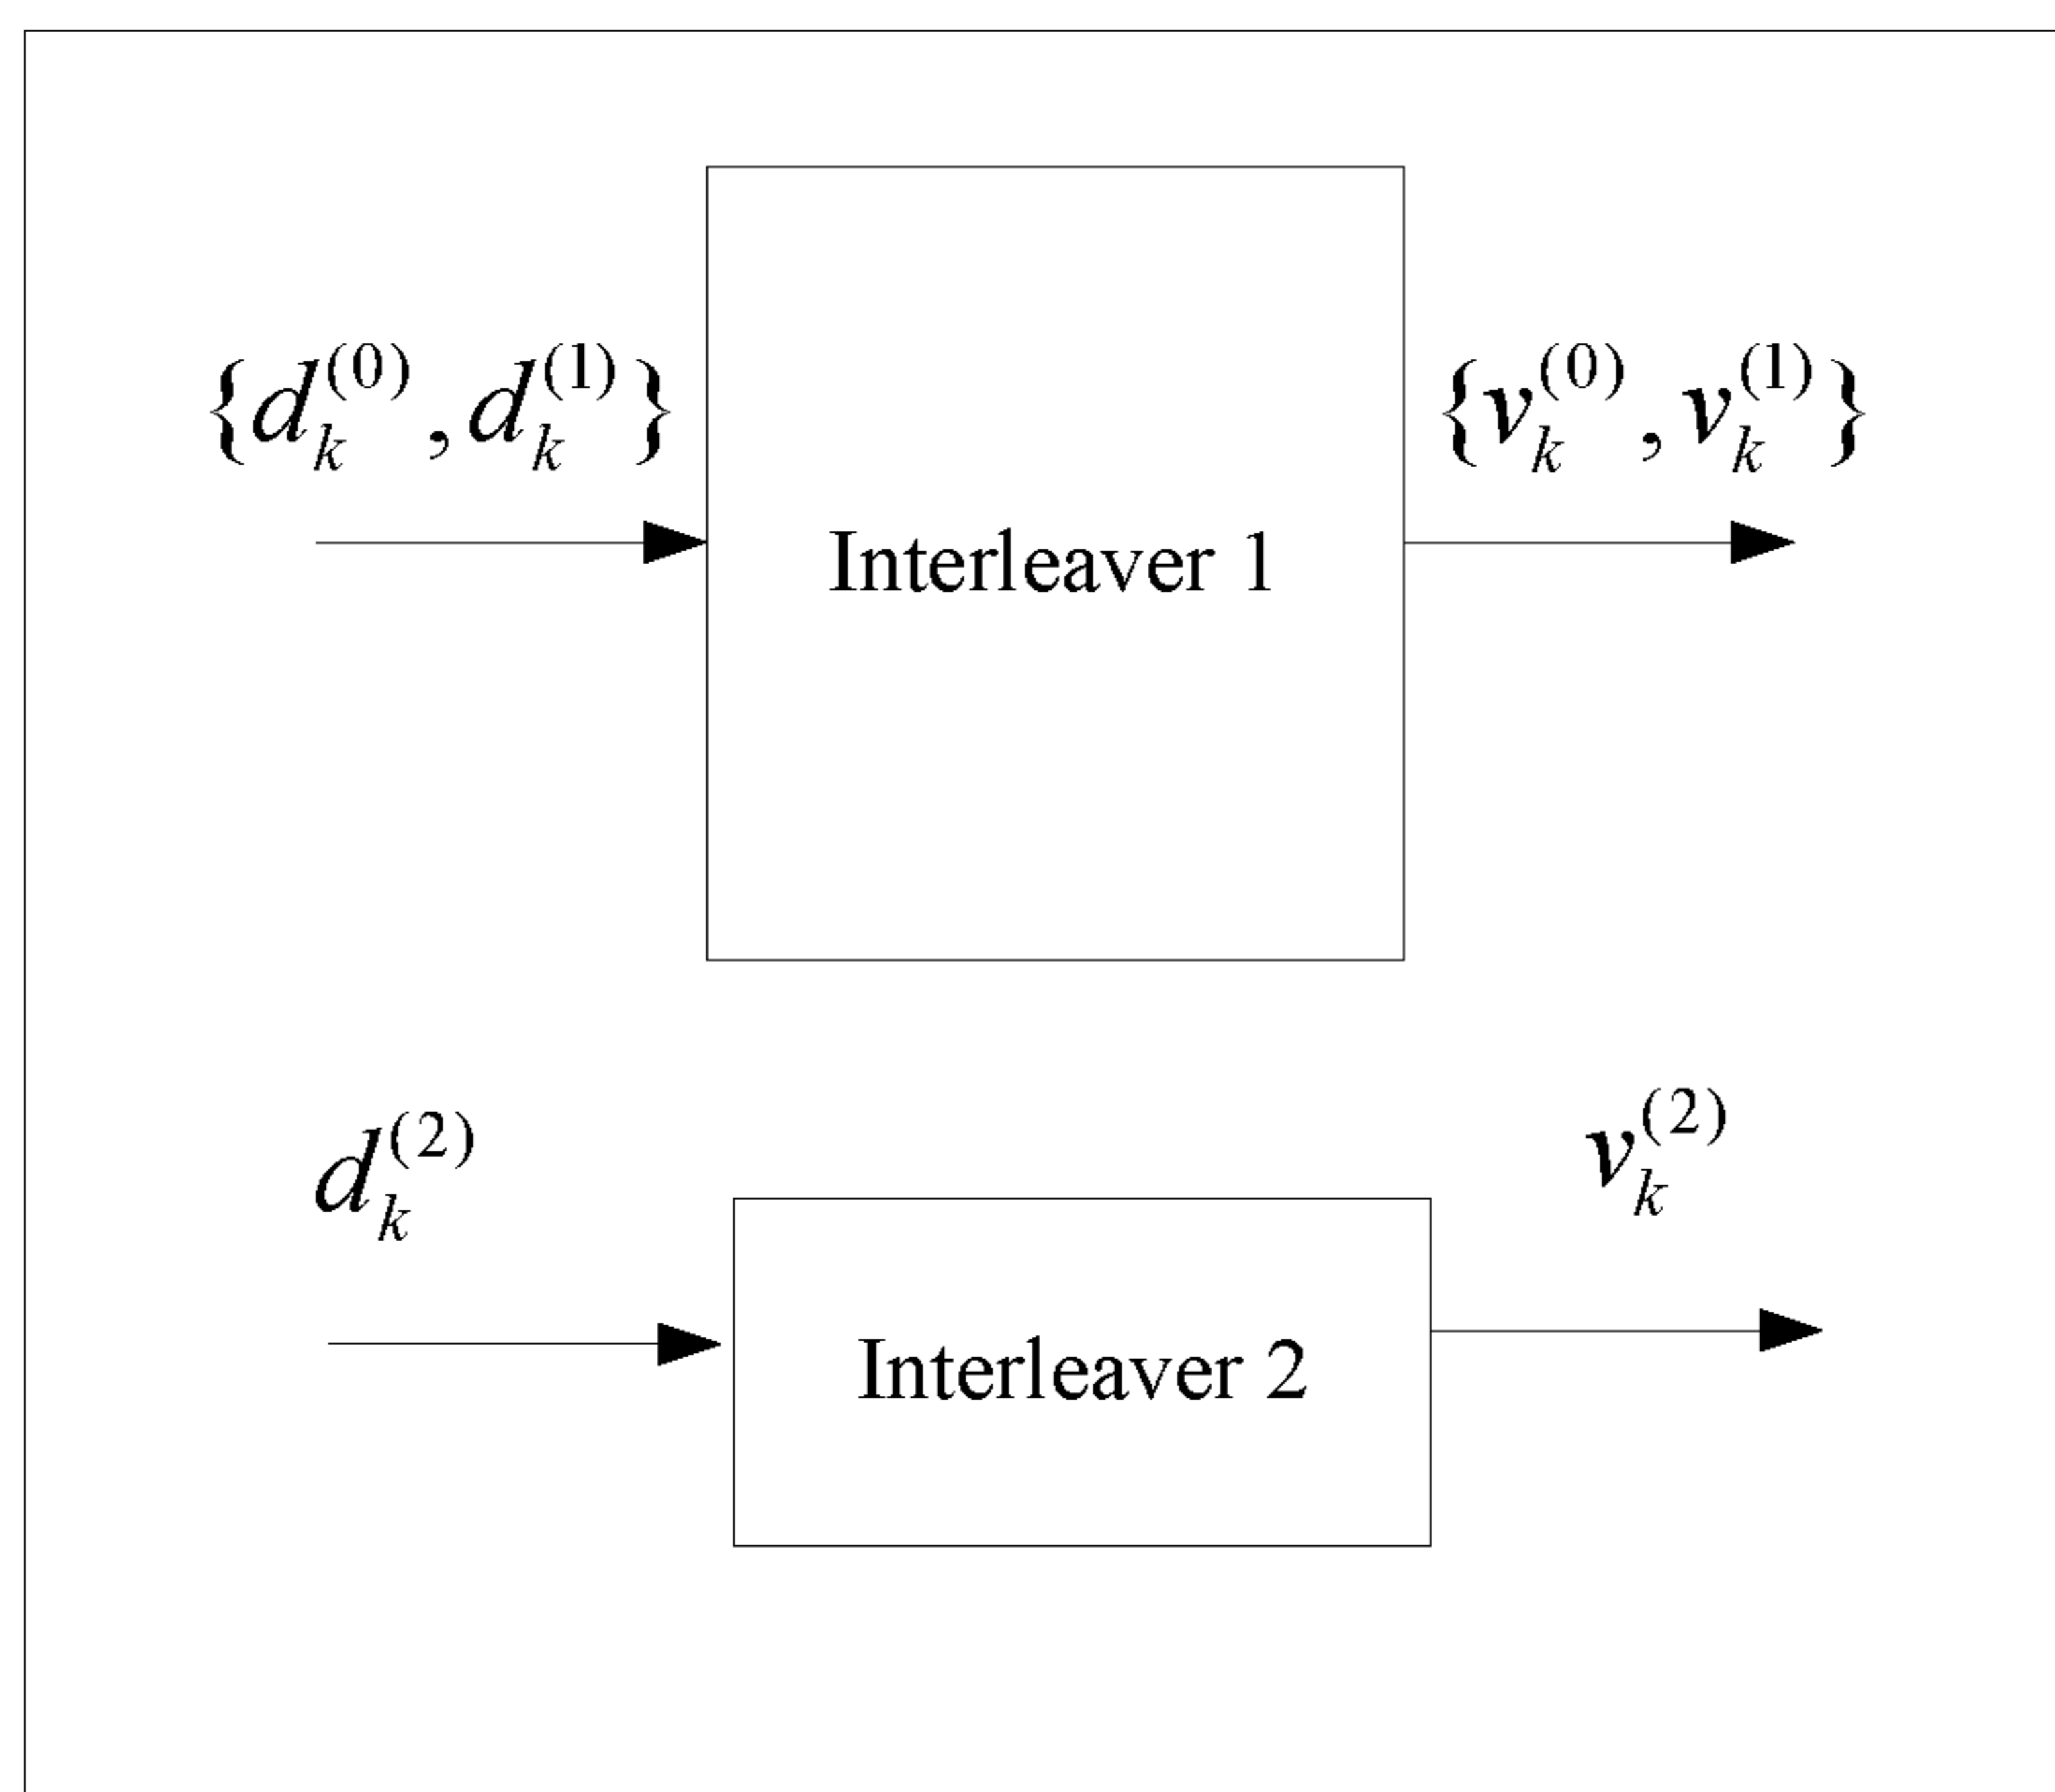 {d_k^{(0)}, d_k^{(1)}}
{v_k^{(0)}, v_k^{(1)}}
Interleaver 1
d_k^{(2)}
v_k^{(2)}
Interleaver 2